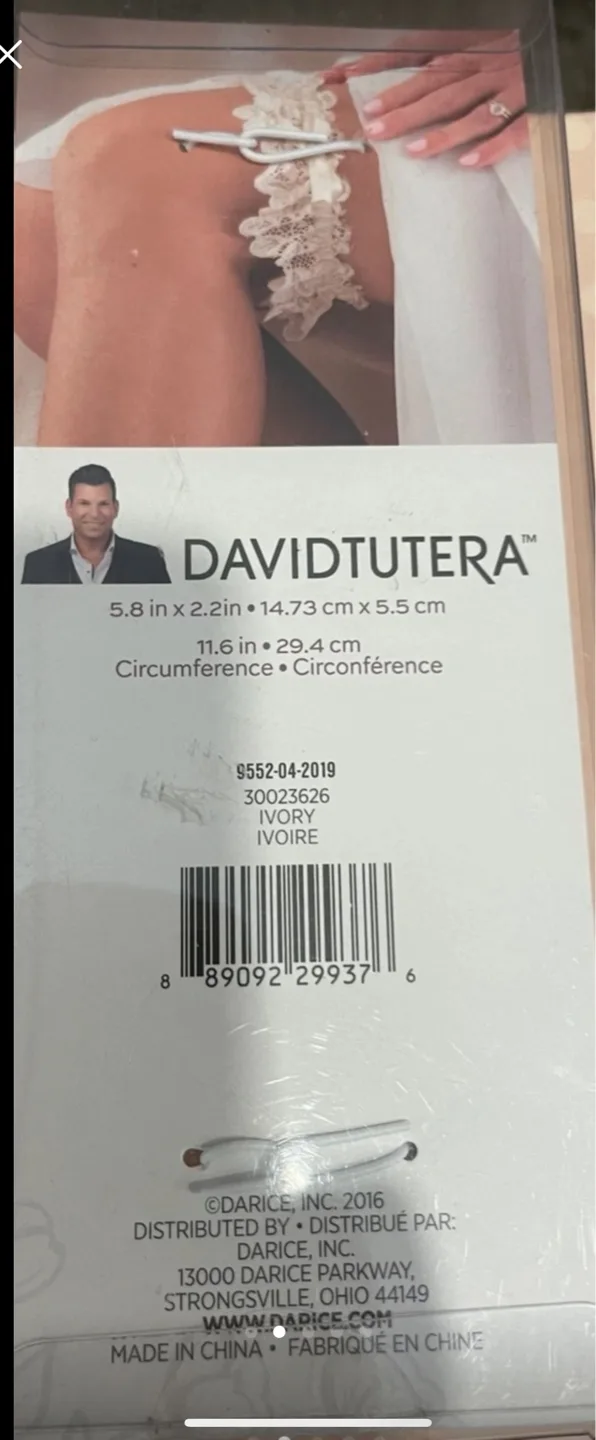 DAVIDTUTERA™
5.8 in x 2.2in • 14.73 cm x 5.5 cm
11.6 in • 29.4 cm
Circumference • Circonférence
9552-04-2019
30023626
IVORY
IVOIRE
8 89092 29937 6
©DARICE, INC. 2016
DISTRIBUTED BY • DISTRIBUÉ PAR:
DARICE, INC.
13000 DARICE PARKWAY,
STRONGSVILLE, OHIO 44149
WWW.DARICE.COM
MADE IN CHINA • FABRIQUÉ EN CHINE